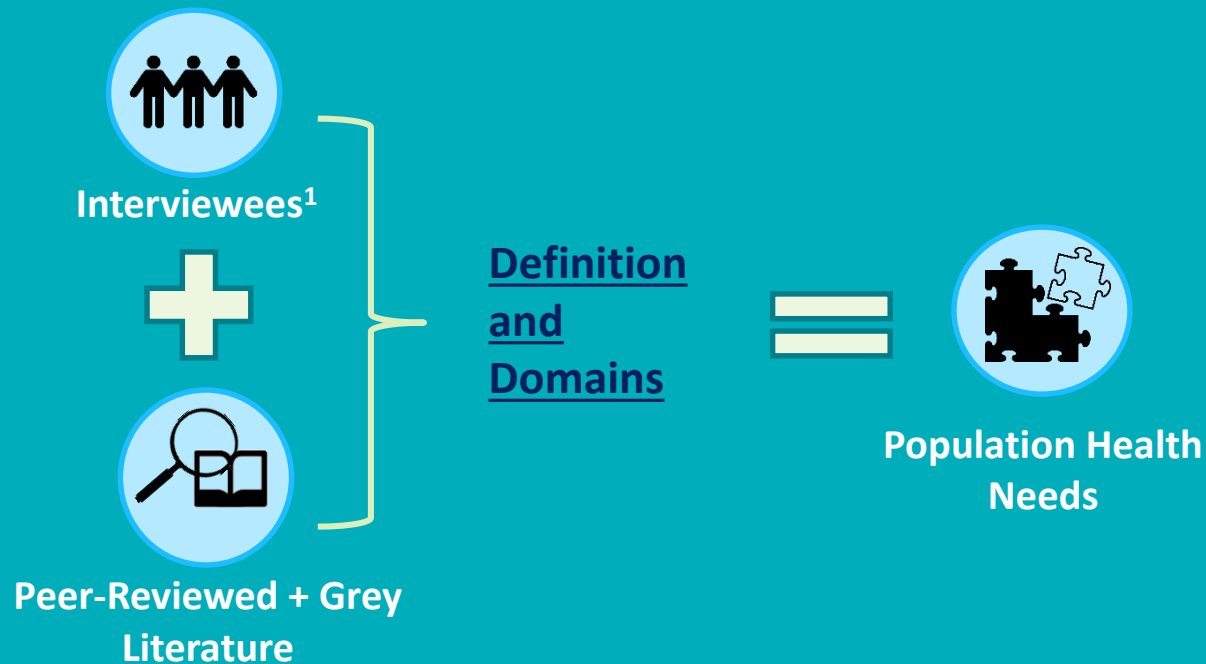 Interviewees¹
Peer-Reviewed + Grey
Literature
Definition
and
Domains
Population Health
Needs